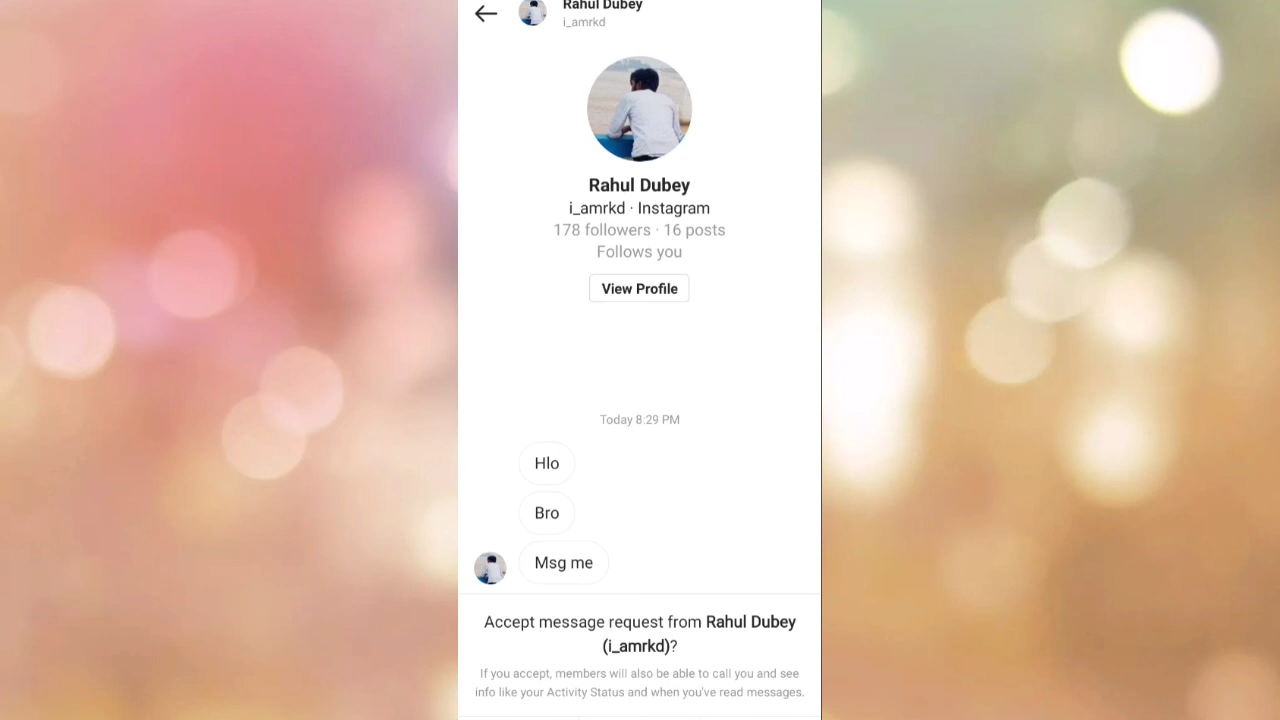 Rahul Dubey
i_amrkd
Rahul Dubey
i_amrkd · Instagram
178 followers · 16 posts
Follows you
View Profile
Today 8:29 PM
Hlo
Bro
Msg me
Accept message request from Rahul Dubey
(i_amrkd)?
If you accept, members will also be able to call you and see
info like your Activity Status and when you've read messages.